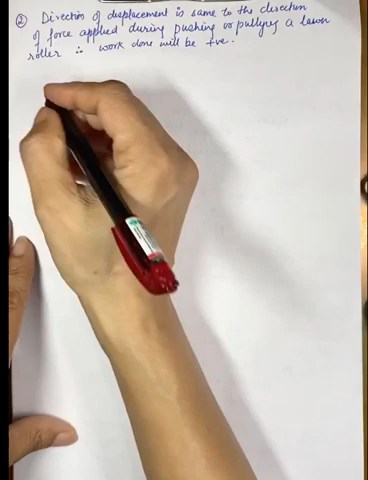 ② Direction of displacement is same to the direction
of force applied during pushing or pullyng a lawn
roller ∴ work done will be +ve.